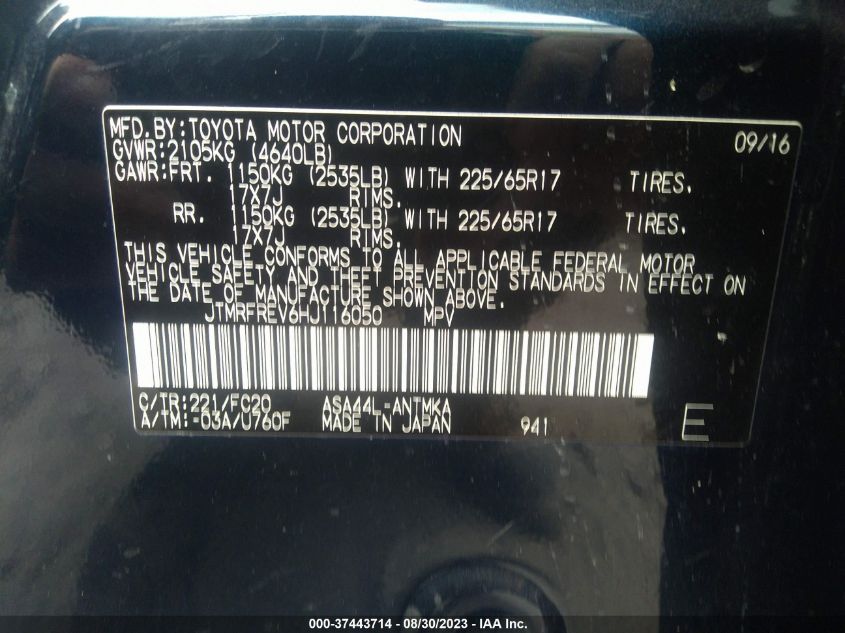 MFD.BY:TOYOTA MOTOR CORPORATION 09/16
GVWR:2105KG (4640LB)
GAWR:FRT. 1150KG (2535LB) WITH 225/65R17 TIRES,
17X7J RIMS.
RR. 1150KG (2535LB) WITH 225/65R17 TIRES,
17X7J RIMS.
THIS VEHICLE CONFORMS TO ALL APPLICABLE FEDERAL MOTOR
VEHICLE SAFETY AND THEFT PREVENTION STANDARDS IN EFFECT ON
THE DATE OF MANUFACTURE SHOWN ABOVE.
JTMRFREV6HJ116050 MPV
C/TR:221/FC20 ASA44L-ANTMKA
A/TM:-03A/U760F MADE IN JAPAN 941 E
000-37443714 - 08/30/2023 - IAA Inc.